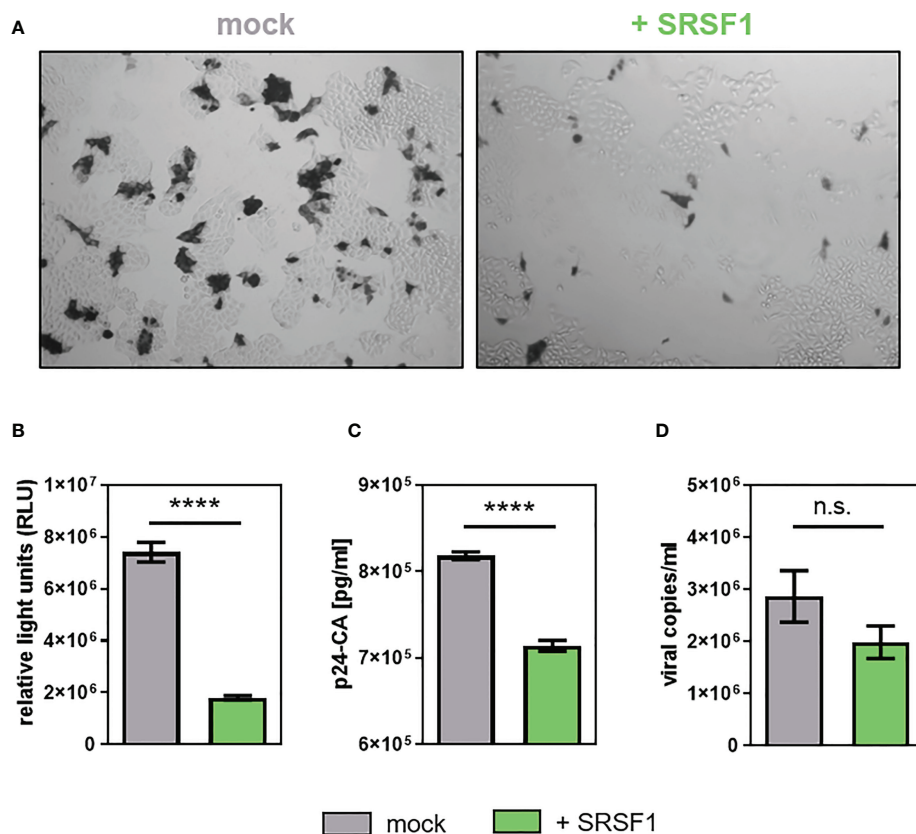 A
mock
+ SRSF1
B
C
D
relative light units (RLU)
1×10⁷
8×10⁶
6×10⁶
4×10⁶
2×10⁶
0
****
p24-CA [pg/ml]
9×10⁵
8×10⁵
7×10⁵
6×10⁵
****
viral copies/ml
5×10⁶
4×10⁶
3×10⁶
2×10⁶
1×10⁶
0
n.s.
mock
+ SRSF1